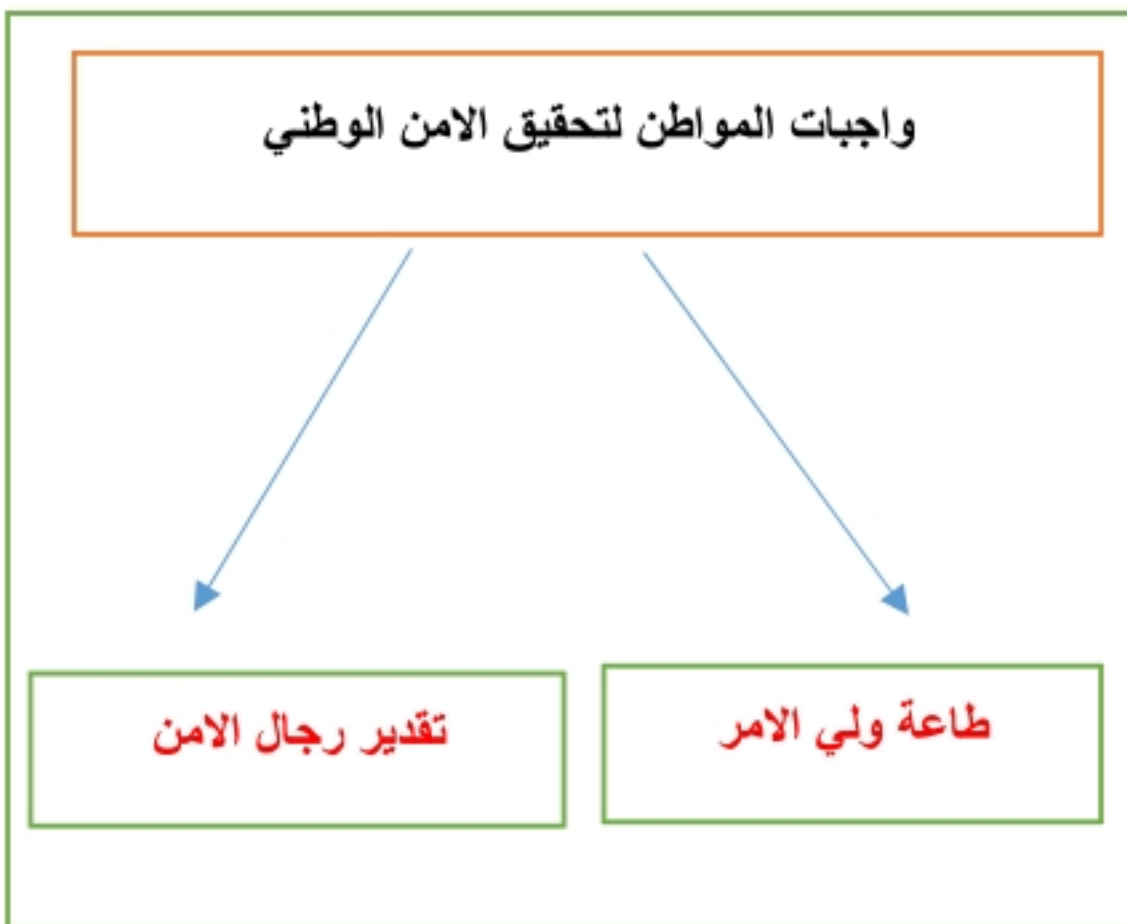 واجبات المواطن لتحقيق الامن الوطني
طاعة ولي الامر
تقدير رجال الامن